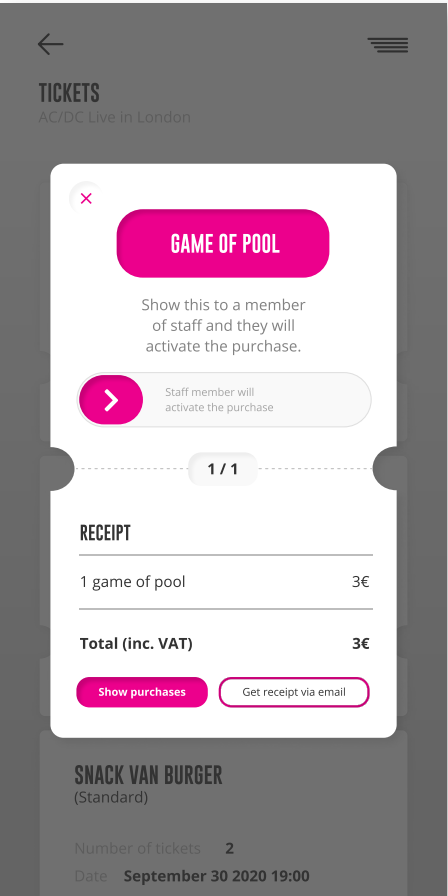 TICKETS
AC/DC Live in London
GAME OF POOL
Show this to a member
of staff and they will
activate the purchase.
Staff member will
activate the purchase
1 / 1
RECEIPT
1 game of pool 3€
Total (inc. VAT) 3€
Show purchases Get receipt via email
SNACK VAN BURGER
(Standard)
Number of tickets 2
Date September 30 2020 19:00